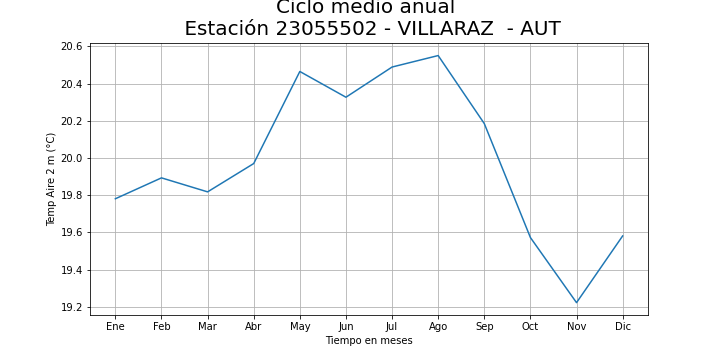 Ciclo medio anual
Estación 23055502 - VILLARAZ  - AUT
Temp Aire 2 m (°C)
20.6
20.4
20.2
20.0
19.8
19.6
19.4
19.2
Ene Feb Mar Abr May Jun Jul Ago Sep Oct Nov Dic
Tiempo en meses